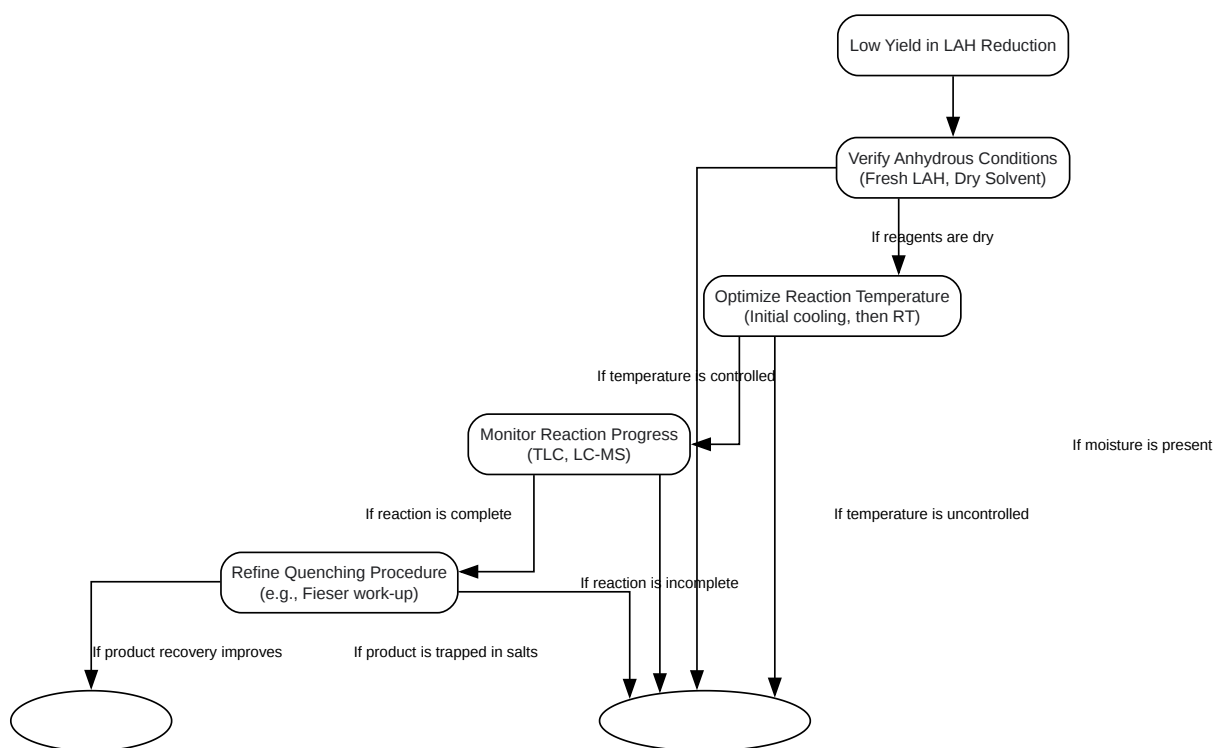 Low Yield in LAH Reduction
Verify Anhydrous Conditions
(Fresh LAH, Dry Solvent)
If reagents are dry
Optimize Reaction Temperature
(Initial cooling, then RT)
If temperature is controlled
Monitor Reaction Progress
(TLC, LC-MS)
If moisture is present
If reaction is complete
If temperature is uncontrolled
Refine Quenching Procedure
(e.g., Fieser work-up)
If reaction is incomplete
If product recovery improves
If product is trapped in salts